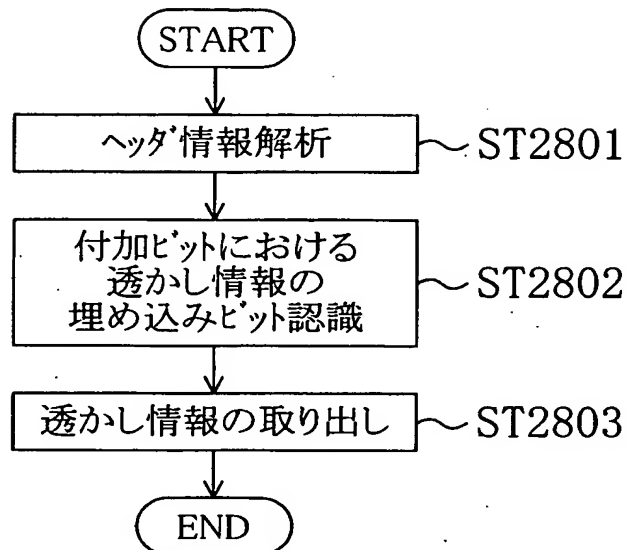 START
ヘッダ情報解析
ST2801
付加ビットにおける
透かし情報の
埋め込みビット認識
ST2802
透かし情報の取り出し
ST2803
END